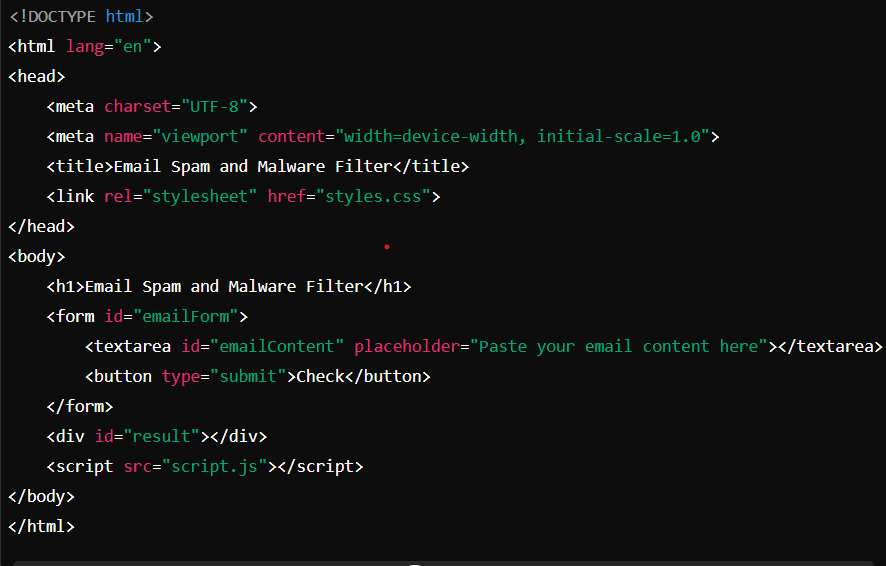 <!DOCTYPE html>
<html lang="en">
<head>
    <meta charset="UTF-8">
    <meta name="viewport" content="width=device-width, initial-scale=1.0">
    <title>Email Spam and Malware Filter</title>
    <link rel="stylesheet" href="styles.css">
</head>
<body>
    <h1>Email Spam and Malware Filter</h1>
    <form id="emailForm">
        <textarea id="emailContent" placeholder="Paste your email content here"></textarea>
        <button type="submit">Check</button>
    </form>
    <div id="result"></div>
    <script src="script.js"></script>
</body>
</html>